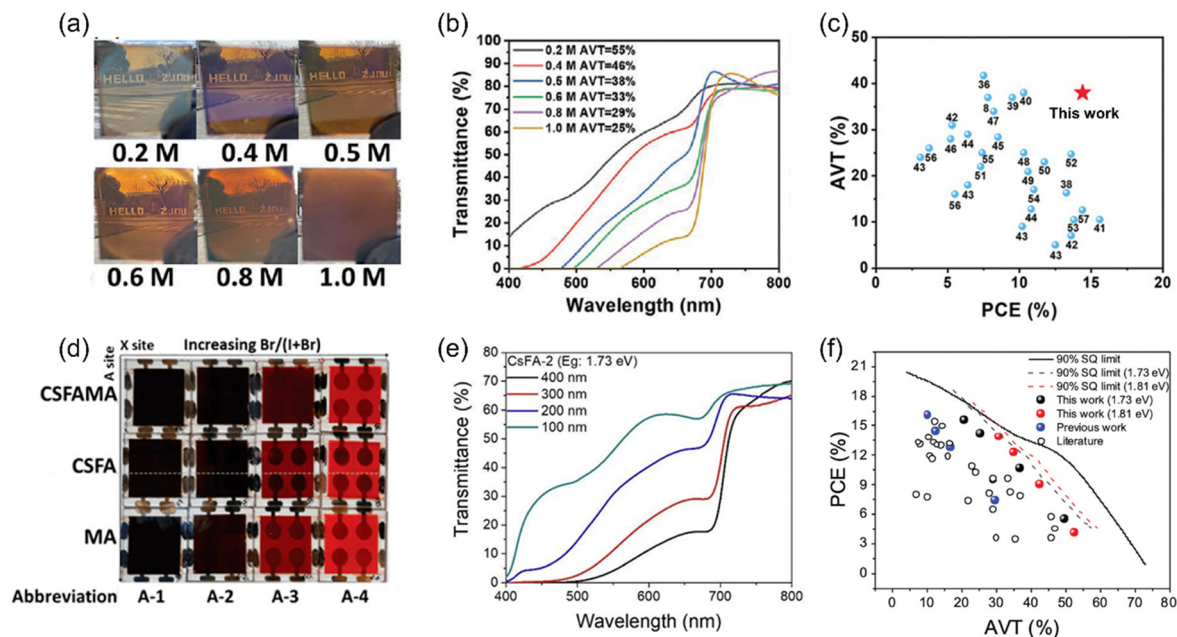 (a)
HELLO ZJNU
HELLO ZJNU
HELLO ZJNU
0.2 M
0.4 M
0.5 M
HELLO ZJNU
HELLO ZJNU
0.6 M
0.8 M
1.0 M
(b)
Transmittance (%)
100
90
80
70
60
50
40
30
20
10
0
0.2 M AVT=55%
0.4 M AVT=46%
0.5 M AVT=38%
0.6 M AVT=33%
0.8 M AVT=29%
1.0 M AVT=25%
400 500 600 700 800
Wavelength (nm)
(c)
AVT (%)
50
40
30
20
10
0
36
8
47
39
40
This work
42
46
44
45
56
43
55
51
48
49
50
52
56
43
54
38
44
43
57
53
41
42
43
0 5 10 15 20
PCE (%)
(d)
X site
Increasing Br/(I+Br)
A site
CSFAMA
CSFA
MA
Abbreviation A-1 A-2 A-3 A-4
(e)
Transmittance (%)
80
70
60
50
40
30
20
10
0
CsFA-2 (Eg: 1.73 eV)
400 nm
300 nm
200 nm
100 nm
400 500 600 700 800
Wavelength (nm)
(f)
PCE (%)
21
18
15
12
9
6
3
0
90% SQ limit
90% SQ limit (1.73 eV)
90% SQ limit (1.81 eV)
This work (1.73 eV)
This work (1.81 eV)
Previous work
Literature
0 10 20 30 40 50 60 70 80
AVT (%)